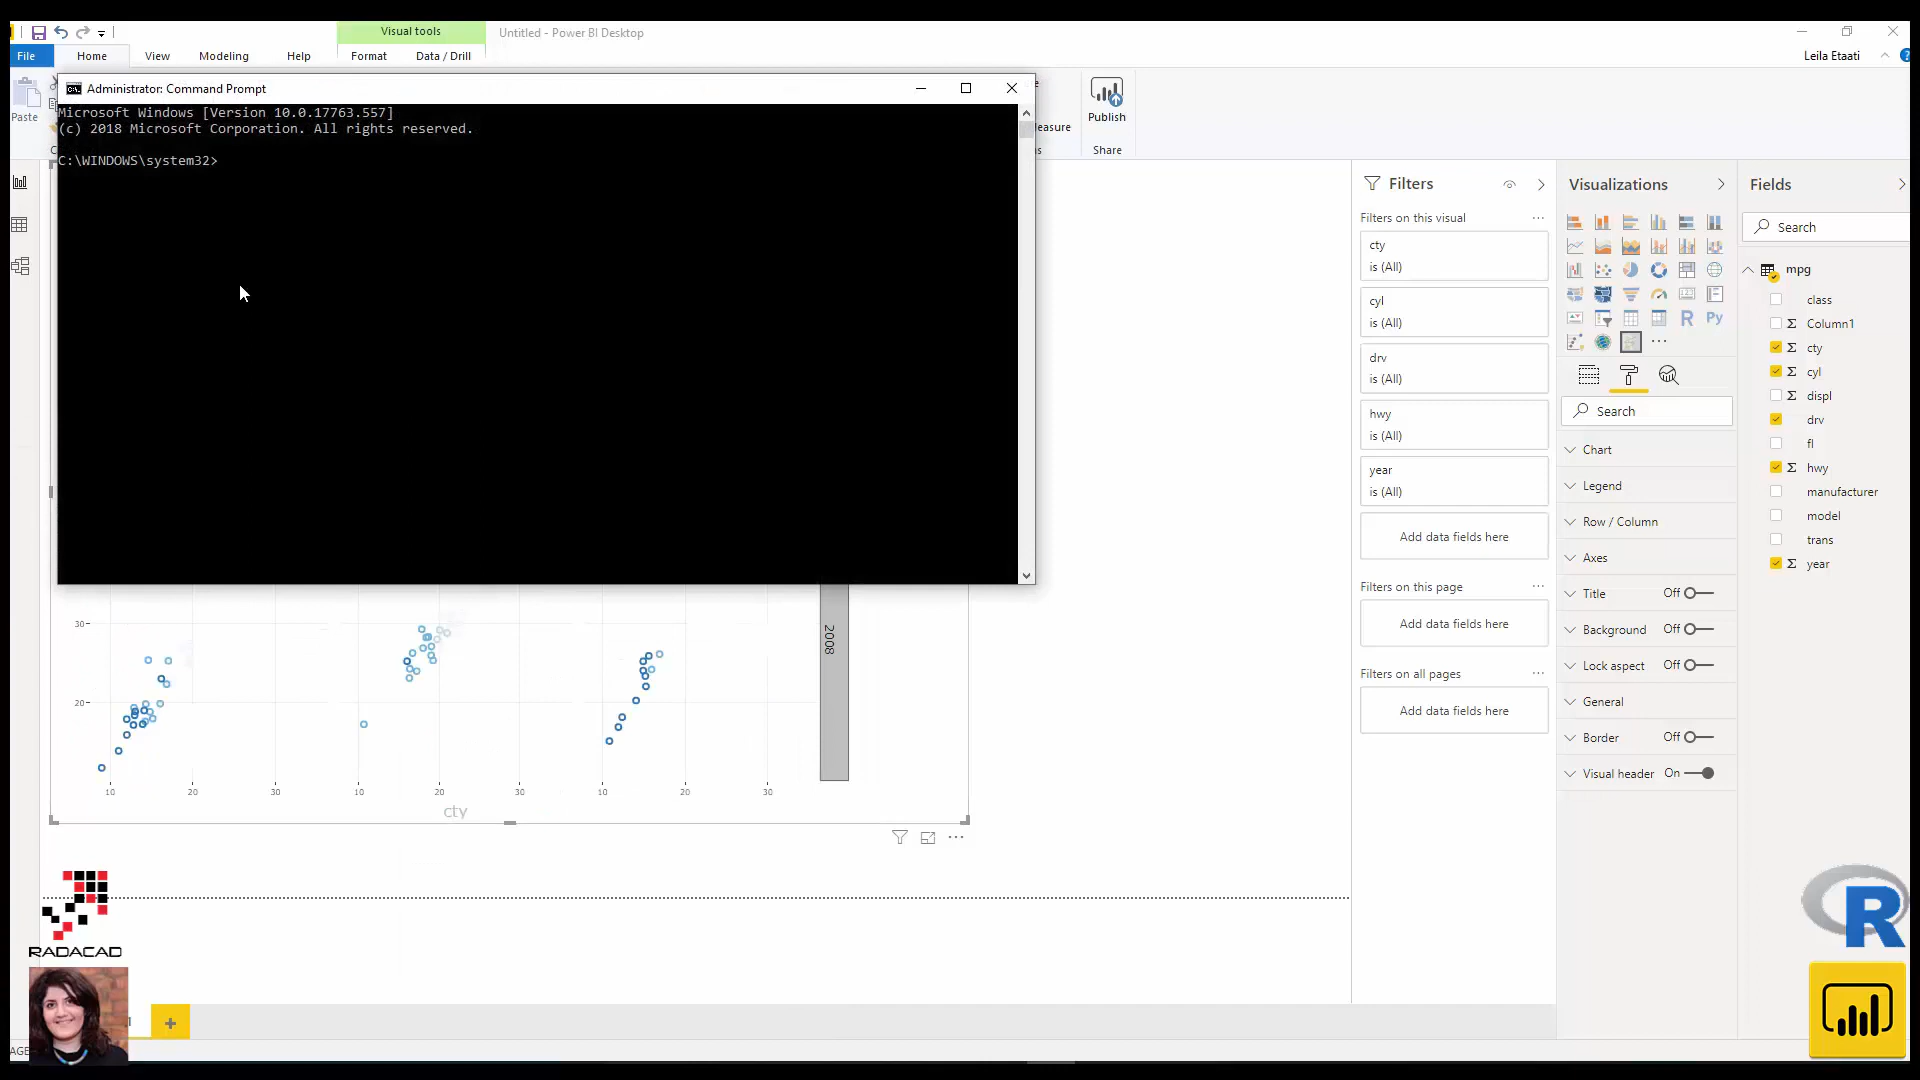 Visual tools
Untitled - Power BI Desktop
File
Home
View
Modeling
Help
Format
Data / Drill
Leila Etaati
Paste
Administrator: Command Prompt
Microsoft Windows [Version 10.0.17763.557]
(c) 2018 Microsoft Corporation. All rights reserved.
C:\WINDOWS\system32>
easure
Publish
Share
30
20
10
20
30
10
20
30
10
20
30
cty
2008
Filters
Filters on this visual
cty
is (All)
cyl
is (All)
drv
is (All)
hwy
is (All)
year
is (All)
Add data fields here
Filters on this page
Add data fields here
Filters on all pages
Add data fields here
Visualizations
R
Py
Search
Chart
Legend
Row / Column
Axes
Title Off
Background Off
Lock aspect Off
General
Border Off
Visual header On
Fields
Search
mpg
class
Column1
cty
cyl
displ
drv
fl
hwy
manufacturer
model
trans
year
RADACAD
R